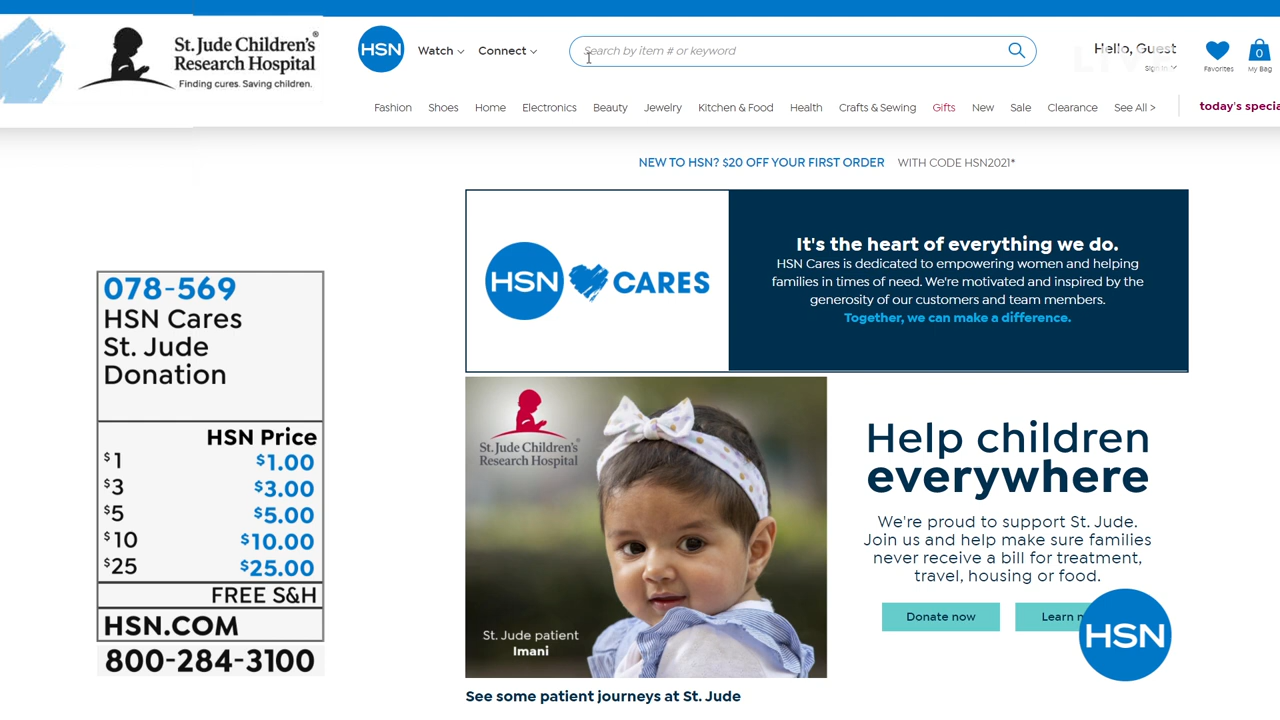 St. Jude Children's®
Research Hospital
Finding cures. Saving children.
HSN
Watch
Connect
Search by item # or keyword
Hello, Guest
Sign In
LIVE
Favorites
0
My Bag
Fashion
Shoes
Home
Electronics
Beauty
Jewelry
Kitchen & Food
Health
Crafts & Sewing
Gifts
New
Sale
Clearance
See All >
today's specia
NEW TO HSN? $20 OFF YOUR FIRST ORDER WITH CODE HSN2021*
HSN CARES
It's the heart of everything we do.
HSN Cares is dedicated to empowering women and helping
families in times of need. We're motivated and inspired by the
generosity of our customers and team members.
Together, we can make a difference.
078-569
HSN Cares
St. Jude
Donation
HSN Price
$1 $1.00
$3 $3.00
$5 $5.00
$10 $10.00
$25 $25.00
FREE S&H
HSN.COM
800-284-3100
St. Jude Children's®
Research Hospital
St. Jude patient
Imani
Help children
everywhere
We're proud to support St. Jude.
Join us and help make sure families
never receive a bill for treatment,
travel, housing or food.
Donate now
Learn
HSN
See some patient journeys at St. Jude